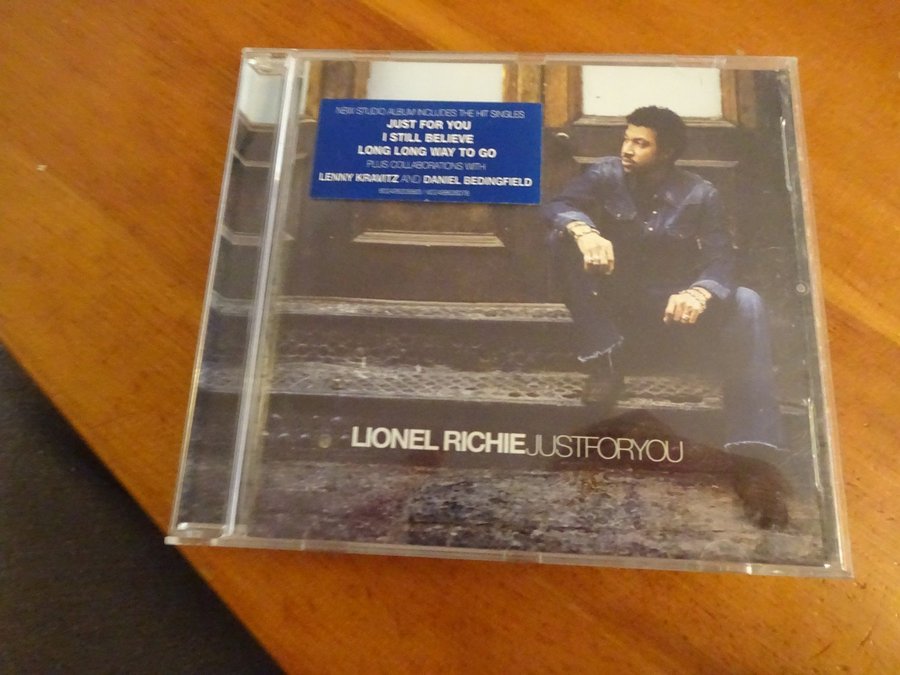 NEW STUDIO ALBUM INCLUDES THE HIT SINGLES
JUST FOR YOU
I STILL BELIEVE
LONG LONG WAY TO GO
PLUS COLLABORATIONS WITH
LENNY KRAVITZ AND DANIEL BEDINGFIELD
LIONEL RICHIEJUSTFORYOU